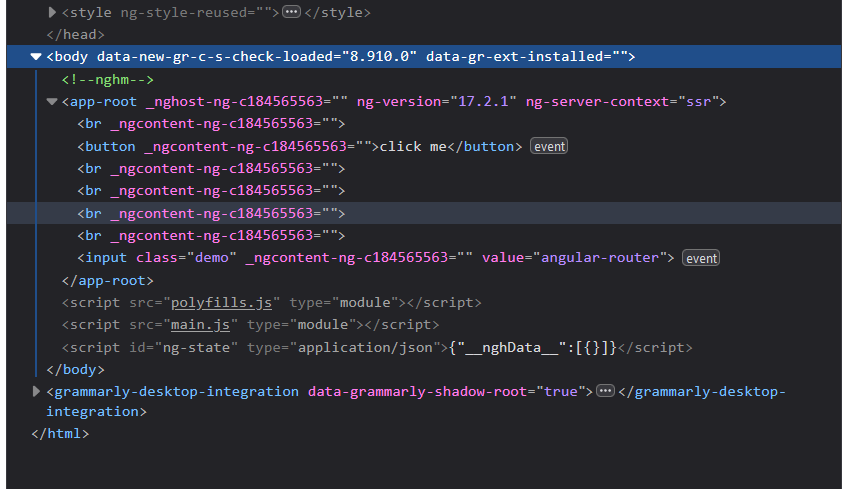 <style ng-style-reused="">…</style>
</head>
<body data-new-gr-c-s-check-loaded="8.910.0" data-gr-ext-installed="">
<!--nghm-->
<app-root _nghost-ng-c184565563="" ng-version="17.2.1" ng-server-context="ssr">
<br _ngcontent-ng-c184565563="">
<button _ngcontent-ng-c184565563="">click me</button> event
<br _ngcontent-ng-c184565563="">
<br _ngcontent-ng-c184565563="">
<br _ngcontent-ng-c184565563="">
<br _ngcontent-ng-c184565563="">
<input class="demo" _ngcontent-ng-c184565563="" value="angular-router"> event
</app-root>
<script src="polyfills.js" type="module"></script>
<script src="main.js" type="module"></script>
<script id="ng-state" type="application/json">{"__nghData__":[{}]}</script>
</body>
<grammarly-desktop-integration data-grammarly-shadow-root="true">…</grammarly-desktop-
integration>
</html>